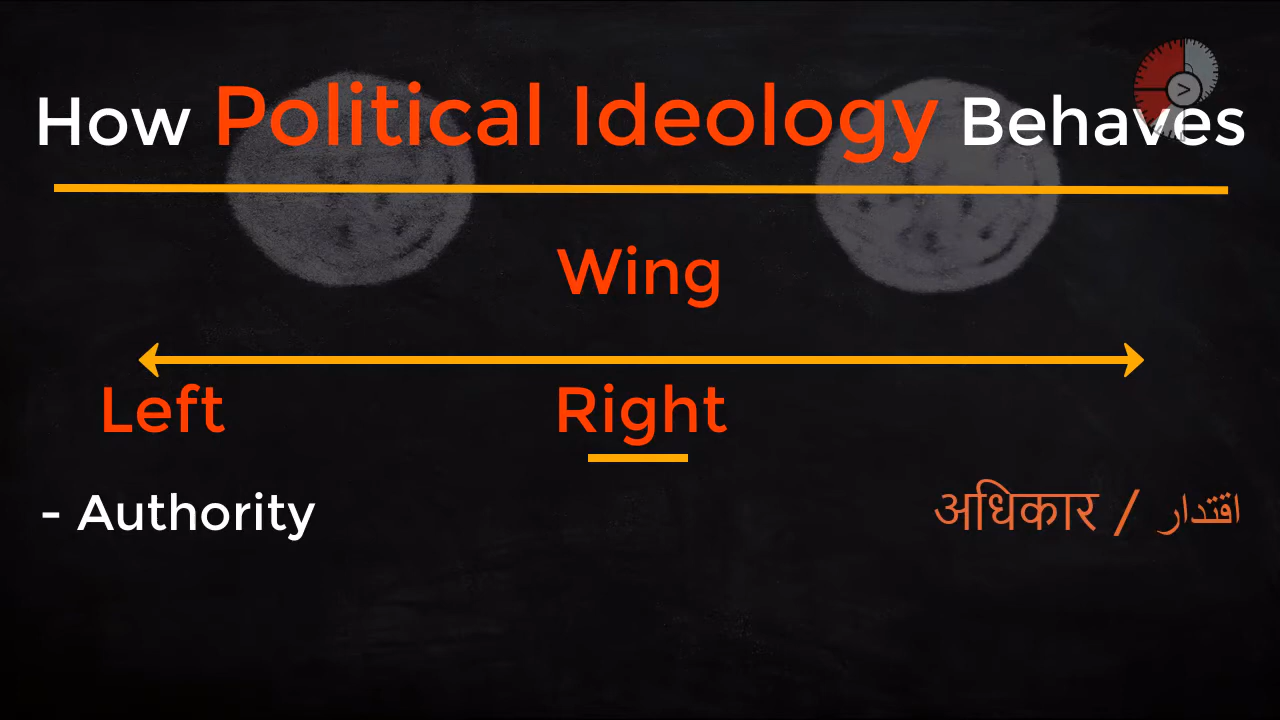 How Political Ideology Behaves
Wing
Left Right
- Authority अधिकार / اقتدار